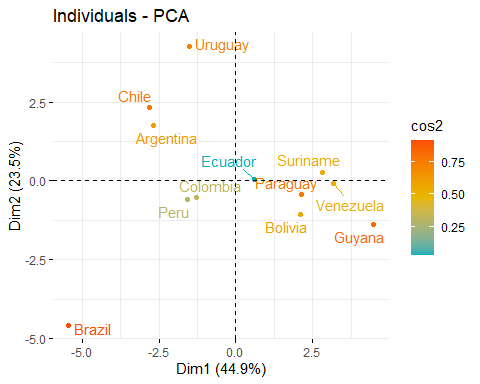 Individuals - PCA
Uruguay
Chile
Argentina
Ecuador
Suriname
Colombia
Paraguay
Venezuela
Peru
Bolivia
Guyana
Brazil
2.5
0.0
-2.5
-5.0
-5.0
-2.5
0.0
2.5
Dim1 (44.9%)
Dim2 (23.5%)
cos2
0.75
0.50
0.25